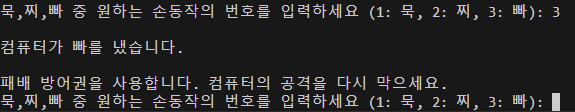 묵,찌,빠 중 원하는 손동작의 번호를 입력하세요 (1: 묵, 2: 찌, 3: 빠): 3
컴퓨터가 빠를 냈습니다.
패배 방어권을 사용합니다. 컴퓨터의 공격을 다시 막으세요.
묵,찌,빠 중 원하는 손동작의 번호를 입력하세요 (1: 묵, 2: 찌, 3: 빠):